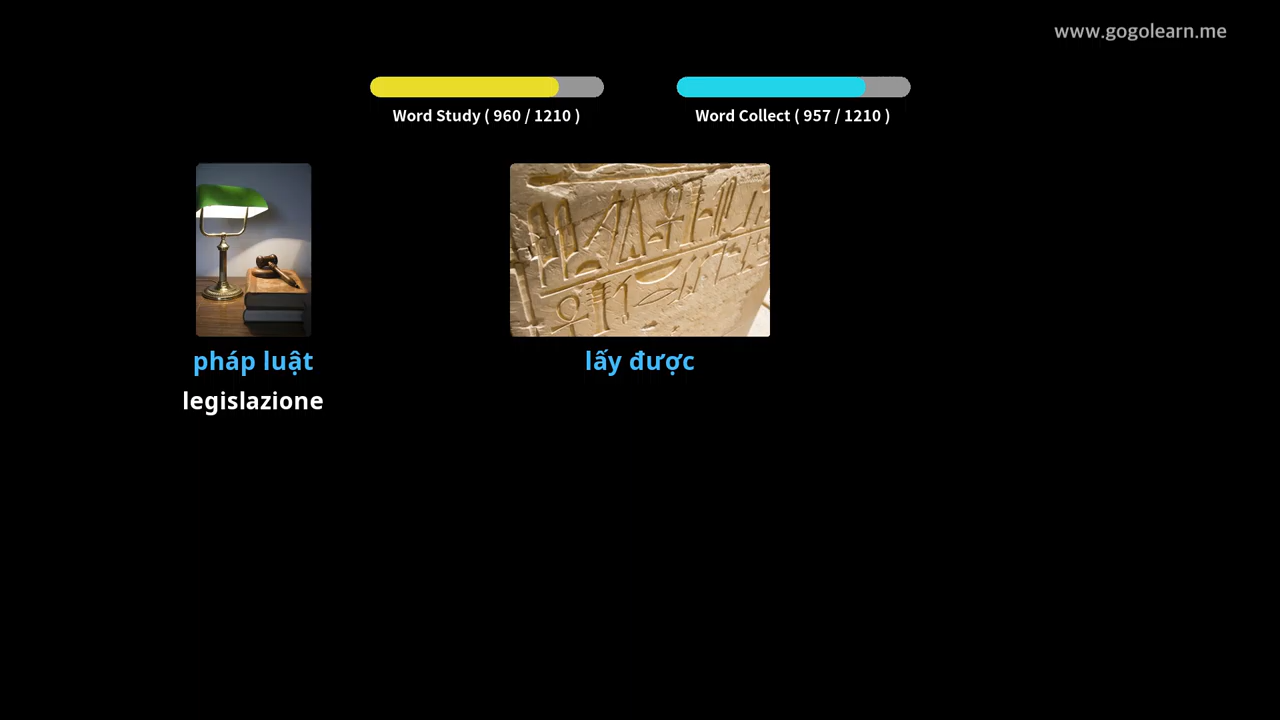 www.gogolearn.me
Word Study ( 960 / 1210 )
Word Collect ( 957 / 1210 )
pháp luật
lấy được
legislazione